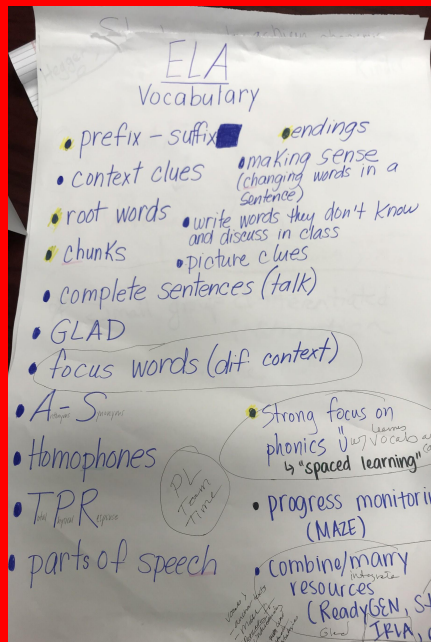 ELA
Vocabulary
• prefix - suffix
• endings
• context clues
• making sense
(changing words in a
sentence)
• root words
• write words they don't know
and discuss in class
• chunks
• picture clues
• complete sentences (talk)
• GLAD
• focus words (dif. context)
• A- S
• Homophones
• TPR
• parts of speech
PL
Team
Time
• Strong focus on
phonics
↳ "spaced learning"
• progress monitorin
(MAZE)
• Combine/marry
integrate
resources
(ReadyGEN,
IRLA,